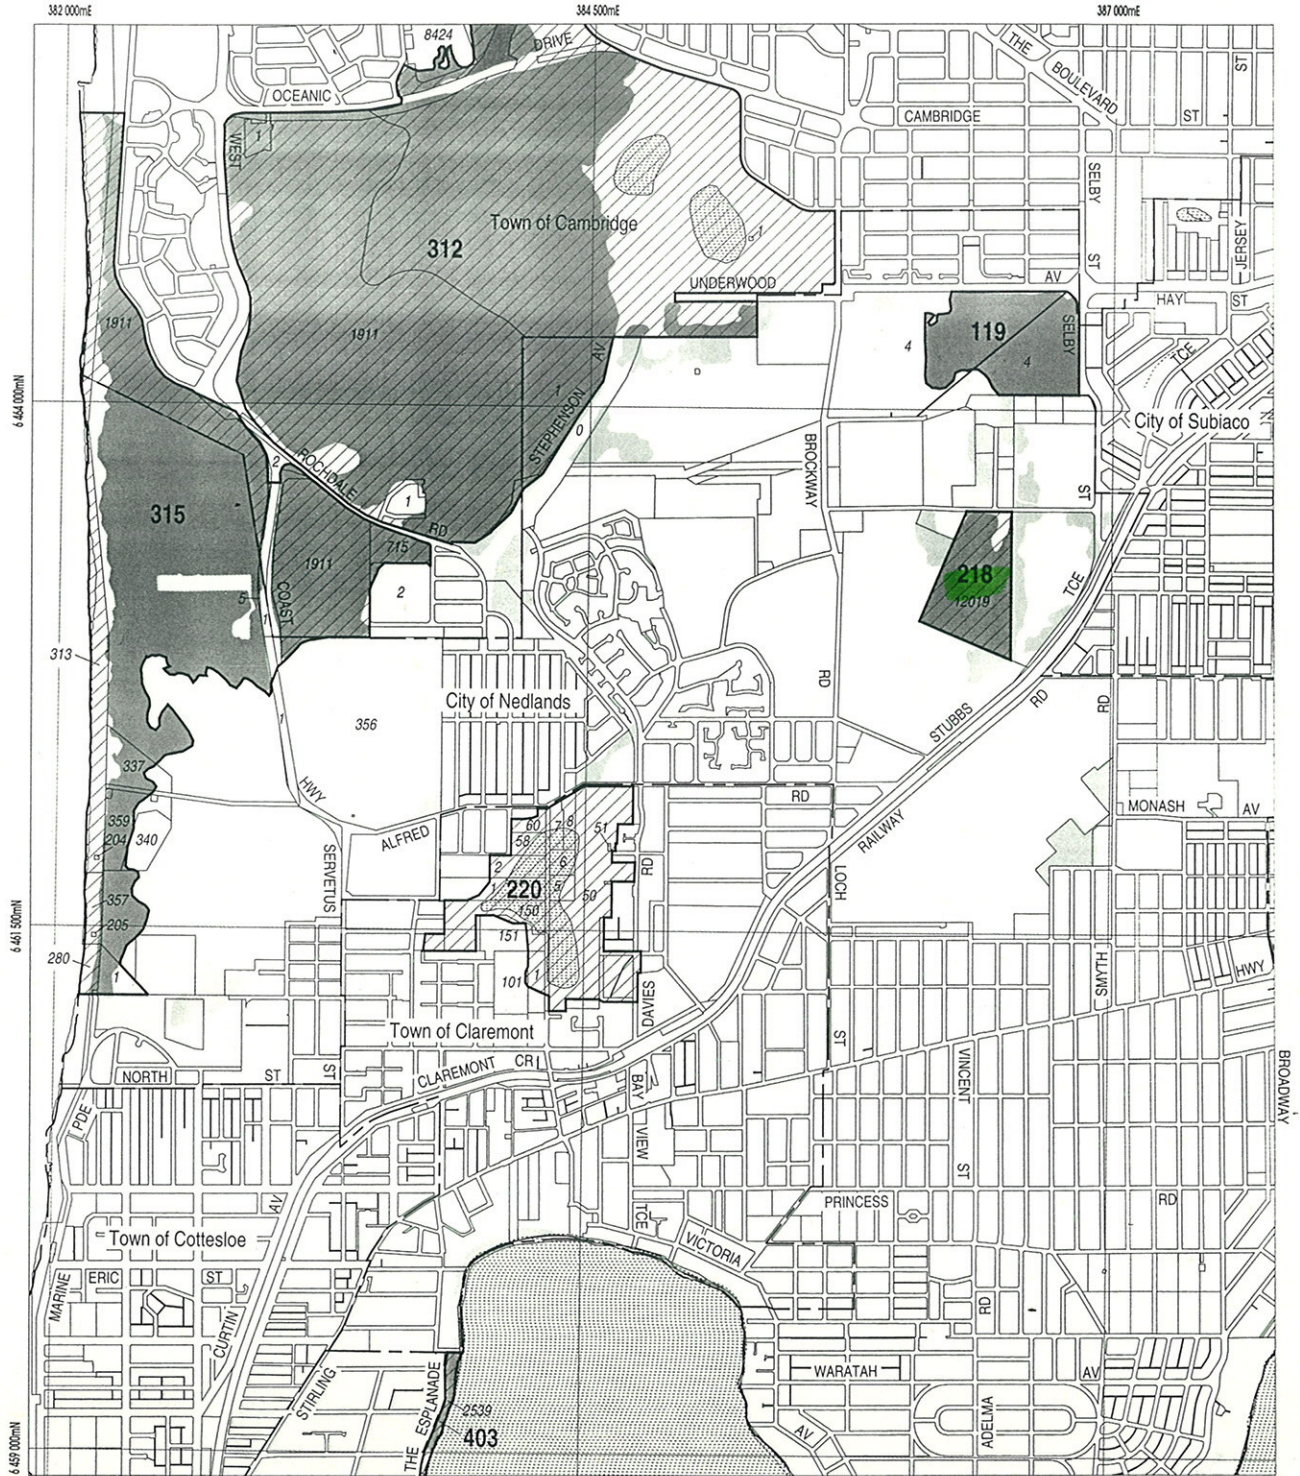 382 000mE
384 500mE
387 000mE
8424
DRIVE
THE
BOULEVARD
ST
OCEANIC
CAMBRIDGE
ST
1
WEST
SELBY
Town of Cambridge
312
1
JERSEY
UNDERWOOD
AV
ST
HAY
ST
1911
1911
119
SELBY
TCE
4
4
AV
1
6 464 000mN
STEPHENSON
0
City of Subiaco
BROCKWAY
2
ROCHDALE
ST
1
315
RD
715
1911
218
12019
TCE
2
COAST
5
1
313
RD
City of Nedlands
RD
RD
1
356
STUBBS
337
HWY
RD
MONASH
AV
359
60
7
8
51
ALFRED
RAILWAY
204
340
58
6
SERVETUS
2
RD
LOCH
1
220
5
50
357
150
205
151
6 461 500mN
280
1
101
1
SMYTH
HWY
DAVIES
Town of Claremont
ST
NORTH
ST
ST
CLAREMONT
CR
BAY
VINCENT
BROADWAY
PDE
VIEW
ST
AV
PRINCESS
RD
TCE
Town of Cottesloe
VICTORIA
MARINE
ERIC
ST
RD
CURTIN
WARATAH
AV
STIRLING
THE ESPLANADE
2539
403
AV
ADELMA
6 459 000mN